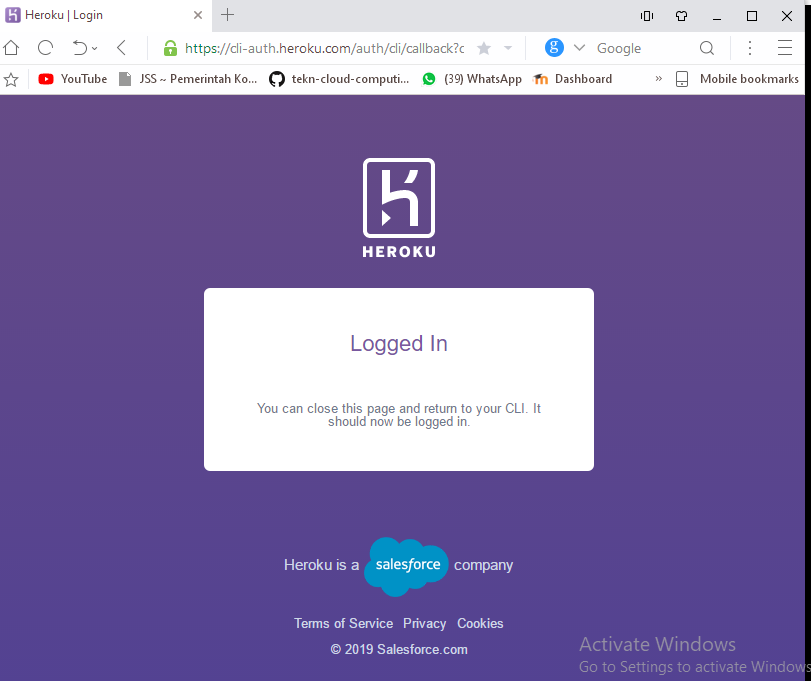 Heroku | Login
https://cli-auth.heroku.com/auth/cli/callback?c
Google
YouTube
JSS ~ Pemerintah Ko...
tekn-cloud-computi...
(39) WhatsApp
Dashboard
»
Mobile bookmarks
HEROKU
Logged In
You can close this page and return to your CLI. It
should now be logged in.
Heroku is a salesforce company
Terms of Service Privacy Cookies
© 2019 Salesforce.com
Activate Windows
Go to Settings to activate Windows